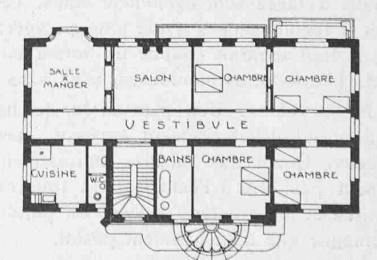 SALLE
A
MANGER
SALON
CHAMBRE
CHAMBRE
VESTIBULE
CUISINE
W.C
BAINS
CHAMBRE
CHAMBRE